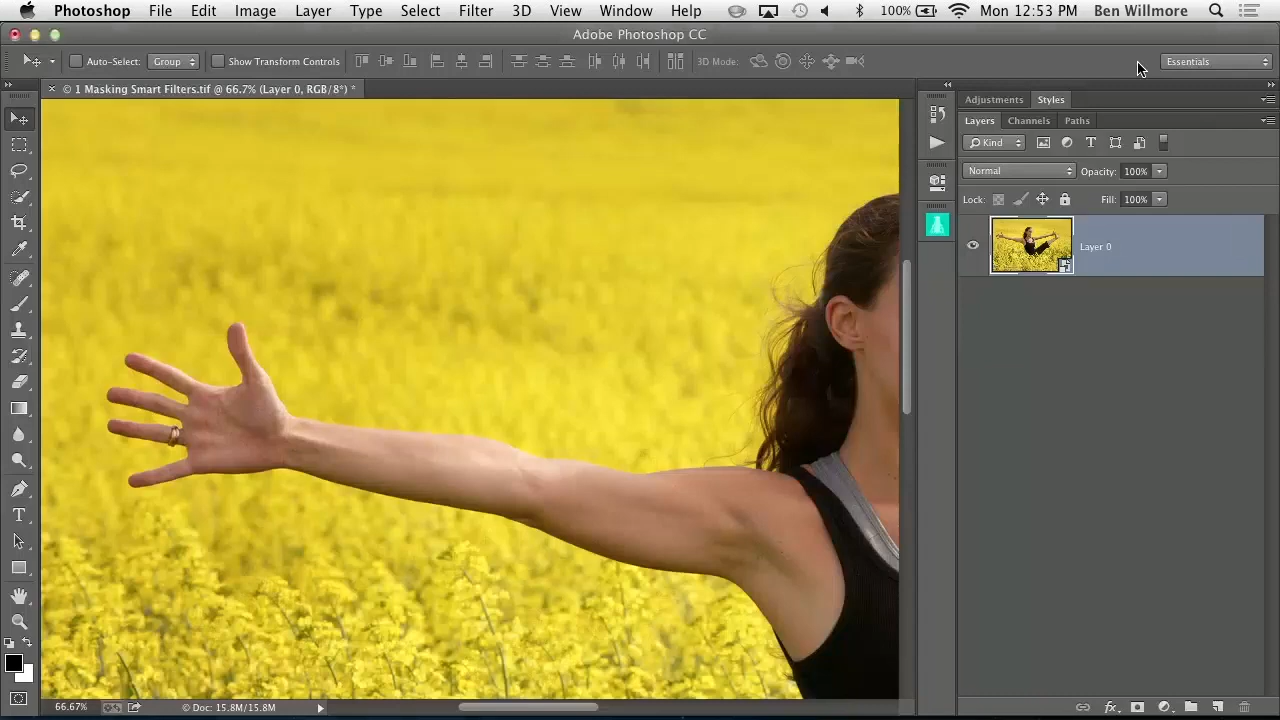 Photoshop File Edit Image Layer Type Select Filter 3D View Window Help 100% Mon 12:53 PM Ben Willmore
Adobe Photoshop CC
Auto-Select: Group Show Transform Controls 3D Mode: Essentials
© 1 Masking Smart Filters.tif @ 66.7% (Layer 0, RGB/8*) *
Adjustments Styles
Layers Channels Paths
Kind
Normal Opacity: 100%
Lock: Fill: 100%
Layer 0
66.67% © Doc: 15.8M/15.8M